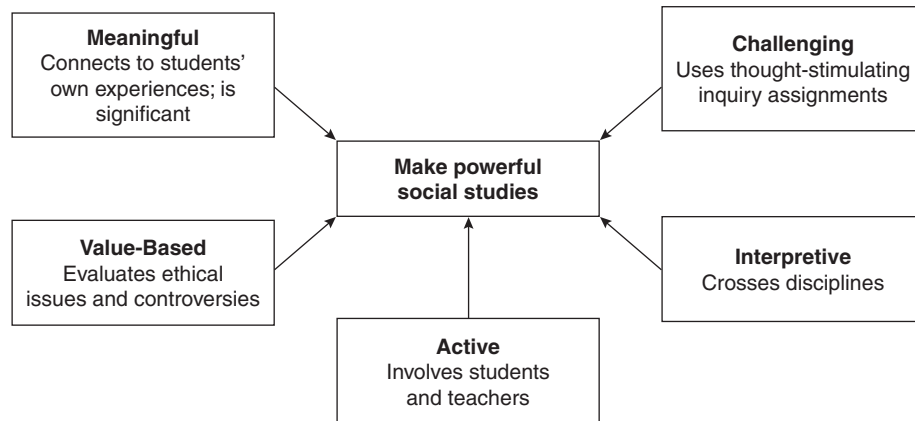 Meaningful
Connects to students’
own experiences; is
significant
Challenging
Uses thought-stimulating
inquiry assignments
Make powerful
social studies
Value-Based
Evaluates ethical
issues and controversies
Interpretive
Crosses disciplines
Active
Involves students
and teachers